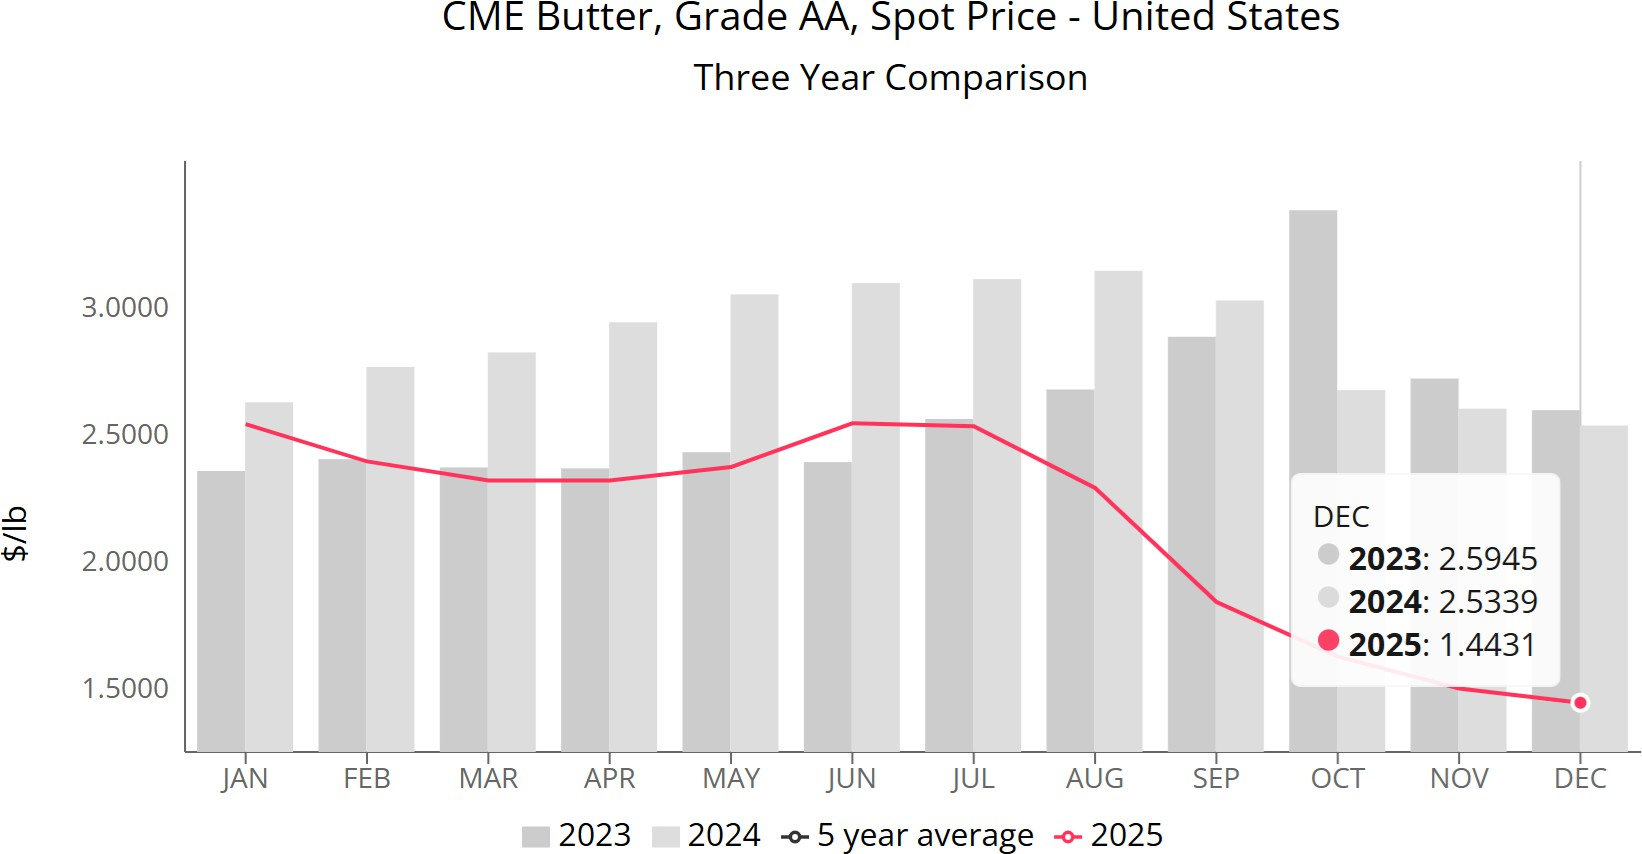 CME Butter, Grade AA, Spot Price - United States
Three Year Comparison
$/lb
3.0000
2.5000
2.0000
1.5000
DEC
2023: 2.5945
2024: 2.5339
2025: 1.4431
JAN FEB MAR APR MAY JUN JUL AUG SEP OCT NOV DEC
2023 2024 5 year average 2025